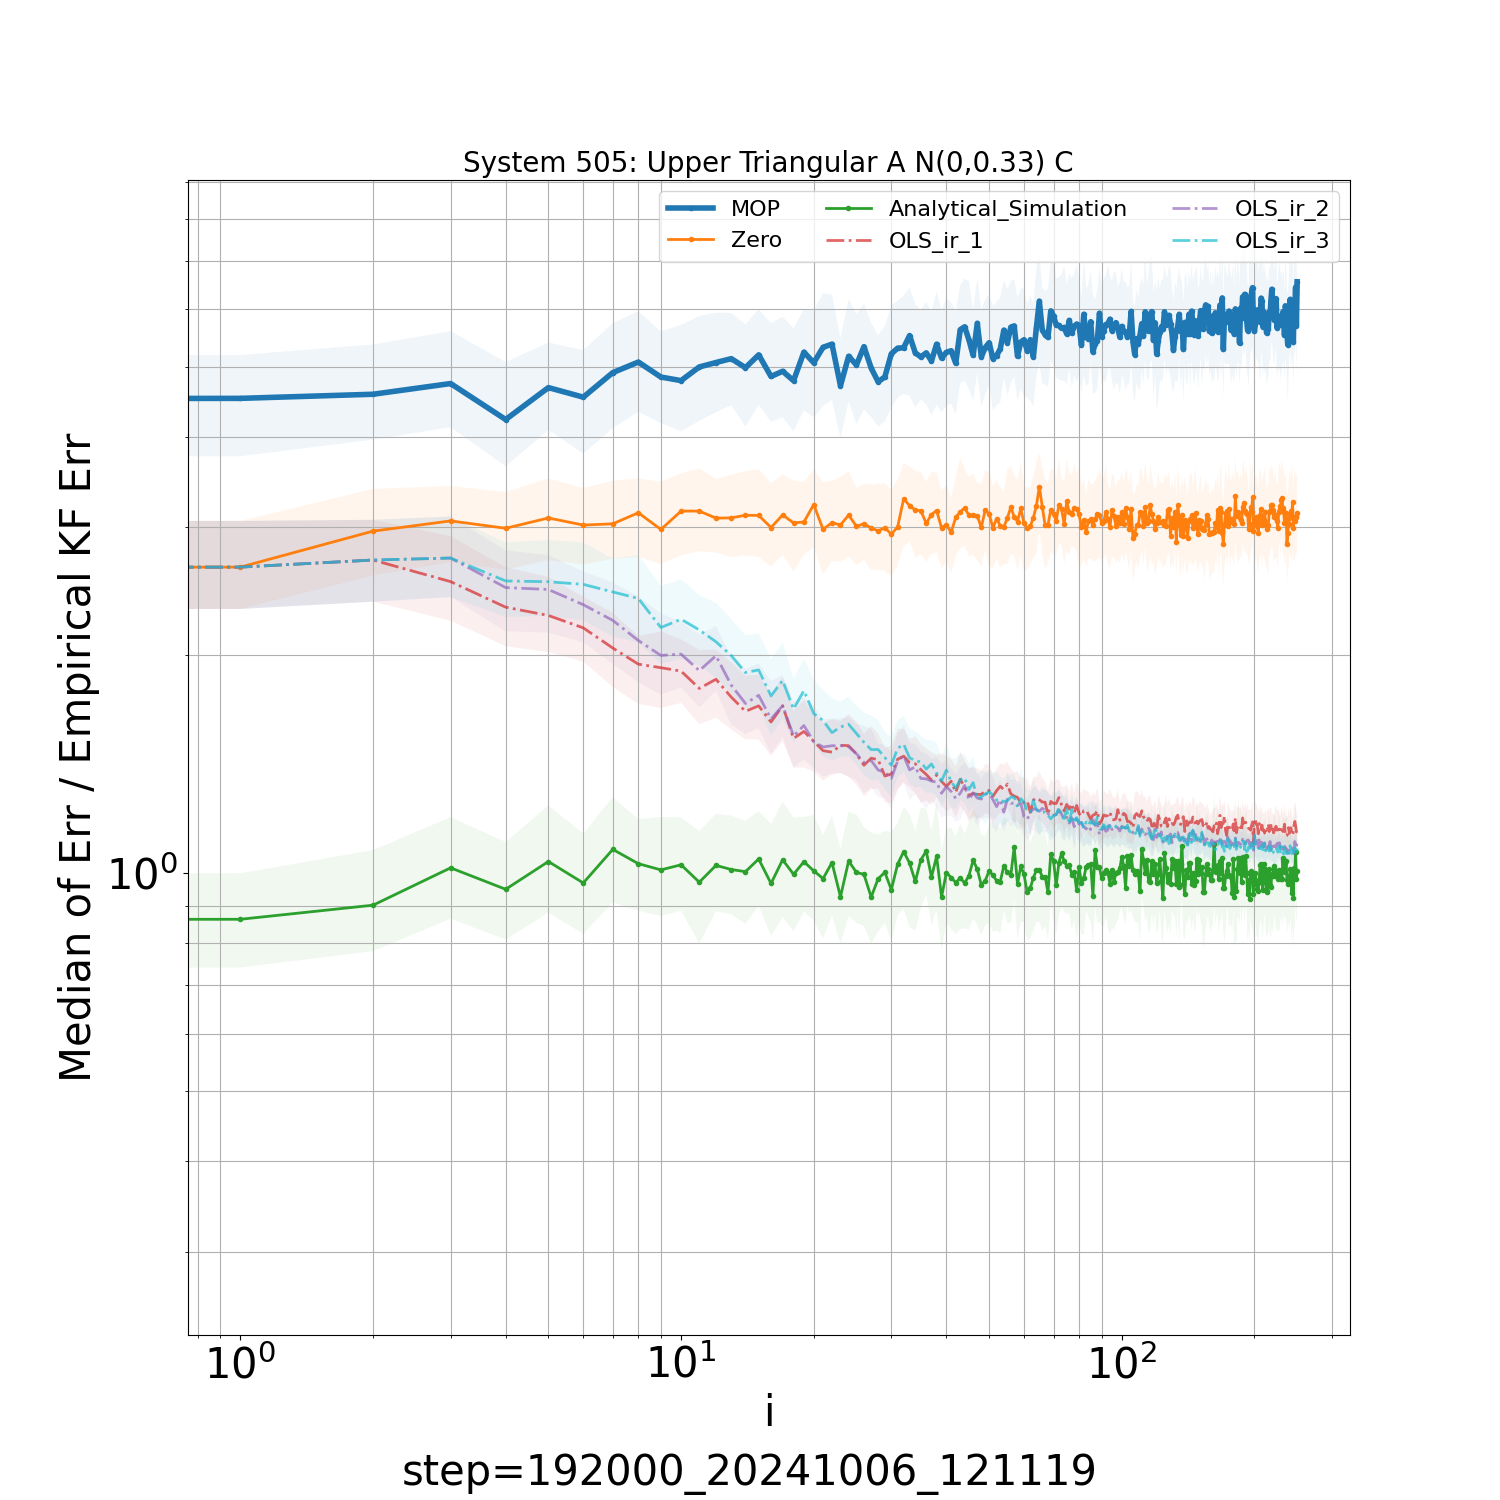 System 505: Upper Triangular A N(0,0.33) C
MOP
Zero
Analytical_Simulation
OLS_ir_1
OLS_ir_2
OLS_ir_3
Median of Err / Empirical KF Err
10⁰
10⁰
10¹
10²
i
step=192000_20241006_121119